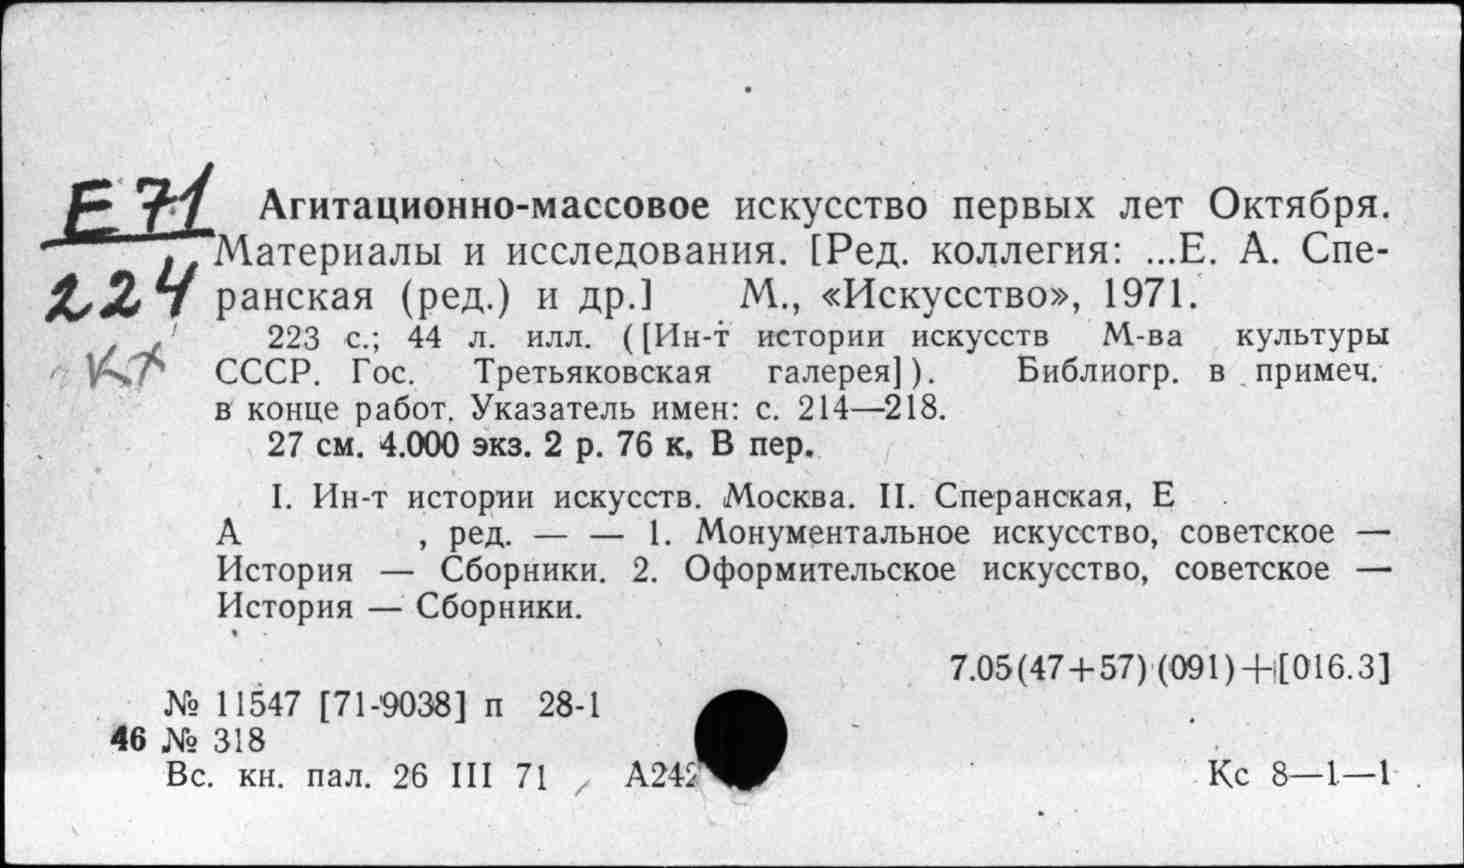 Е71
224
Агитационно-массовое искусство первых лет Октября.
Материалы и исследования. [Ред. коллегия: ...Е. А. Спе-
ранская (ред.) и др.] М., «Искусство», 1971.
223 с.; 44 л. илл. ([Ин-т истории искусств М-ва культуры
СССР. Гос. Третьяковская галерея]). Библиогр. в примеч.
в конце работ. Указатель имен: с. 214—218.
27 см. 4.000 экз. 2 р. 76 к. В пер.
I. Ин-т истории искусств. Москва. II. Сперанская, Е
А , ред. — — 1. Монументальное искусство, советское —
История — Сборники. 2. Оформительское искусство, советское —
История — Сборники.
7.05(47+57)(091)+[016.3]
№ 11547 [71-9038] п 28-1
46 № 318
Вс. кн. пал. 26 III 71 А242
Кс 8—1—1